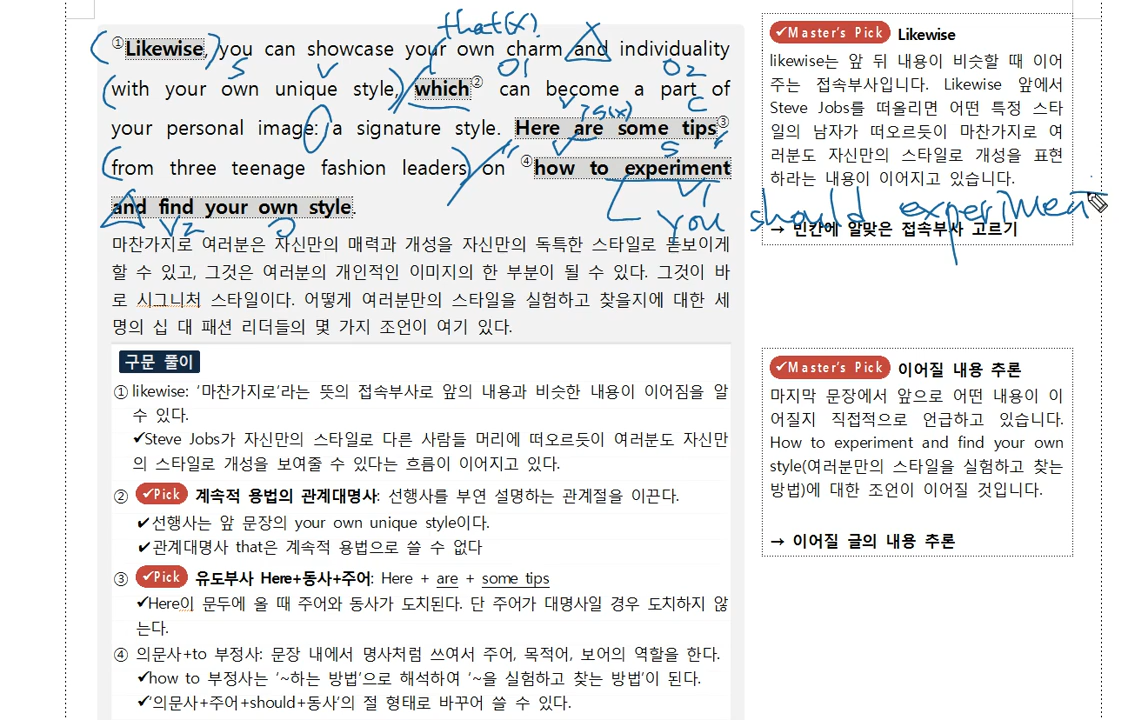 that(x)
①Likewise, you can showcase your own charm and individuality ✓Master's Pick Likewise
S V O1 O2
with your own unique style, which② can become a part of
V C
your personal image: a signature style. Here are some tips③
is(x)
V S
from three teenage fashion leaders on ④how to experiment
V1
and find your own style.
V2 O
you should experiment
마찬가지로 여러분은 자신만의 매력과 개성을 자신만의 독특한 스타일로 돋보이게
할 수 있고, 그것은 여러분의 개인적인 이미지의 한 부분이 될 수 있다. 그것이 바
로 시그니처 스타일이다. 어떻게 여러분만의 스타일을 실험하고 찾을지에 대한 세
명의 십 대 패션 리더들의 몇 가지 조언이 여기 있다.
구문 풀이
① likewise: '마찬가지로'라는 뜻의 접속부사로 앞의 내용과 비슷한 내용이 이어짐을 알
수 있다.
✔Steve Jobs가 자신만의 스타일로 다른 사람들 머리에 떠오르듯이 여러분도 자신만
의 스타일로 개성을 보여줄 수 있다는 흐름이 이어지고 있다.
② ✓Pick 계속적 용법의 관계대명사: 선행사를 부연 설명하는 관계절을 이끈다.
✔선행사는 앞 문장의 your own unique style이다.
✔관계대명사 that은 계속적 용법으로 쓸 수 없다
③ ✓Pick 유도부사 Here+동사+주어: Here + are + some tips
✔Here이 문두에 올 때 주어와 동사가 도치된다. 단 주어가 대명사일 경우 도치하지 않
는다.
④ 의문사+to 부정사: 문장 내에서 명사처럼 쓰여서 주어, 목적어, 보어의 역할을 한다.
✔how to 부정사는 '~하는 방법'으로 해석하여 '~을 실험하고 찾는 방법'이 된다.
✔'의문사+주어+should+동사'의 절 형태로 바꾸어 쓸 수 있다.
likewise는 앞 뒤 내용이 비슷할 때 이어
주는 접속부사입니다. Likewise 앞에서
Steve Jobs를 떠올리면 어떤 특정 스타
일의 남자가 떠오르듯이 마찬가지로 여
러분도 자신만의 스타일로 개성을 표현
하라는 내용이 이어지고 있습니다.
→ 빈칸에 알맞은 접속부사 고르기
✓Master's Pick 이어질 내용 추론
마지막 문장에서 앞으로 어떤 내용이 이
어질지 직접적으로 언급하고 있습니다.
How to experiment and find your own
style(여러분만의 스타일을 실험하고 찾는
방법)에 대한 조언이 이어질 것입니다.
→ 이어질 글의 내용 추론